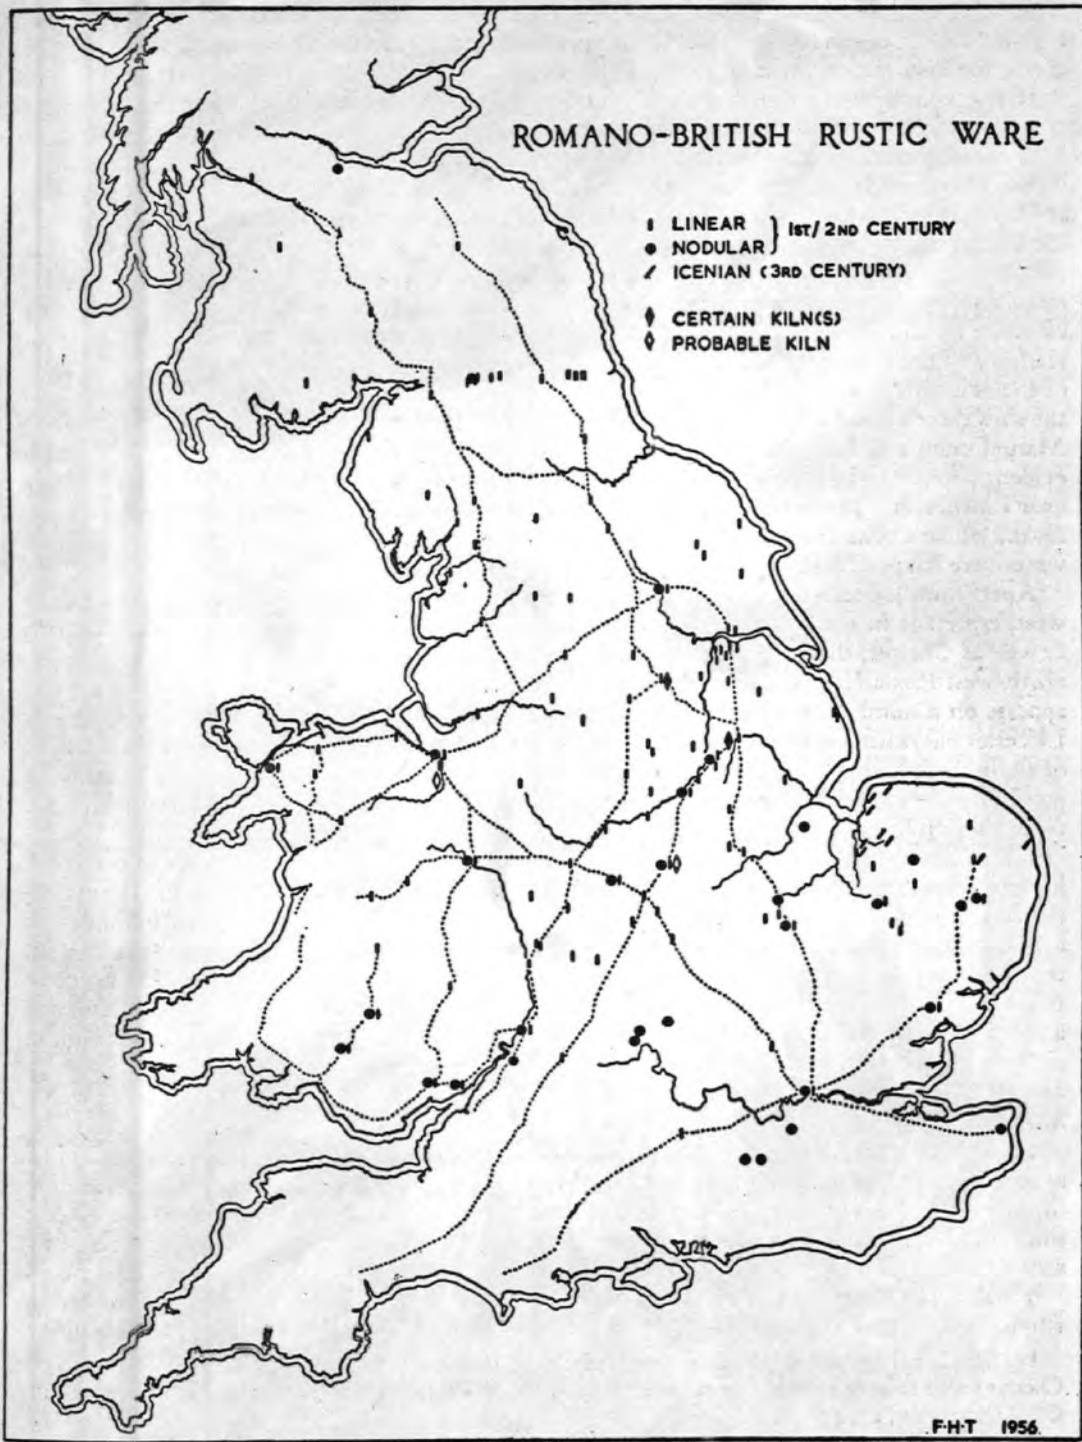 ROMANO-BRITISH RUSTIC WARE
LINEAR
NODULAR
1ST/2ND CENTURY
ICENIAN (3RD CENTURY)
CERTAIN KILN(S)
PROBABLE KILN
F·H·T 1956.